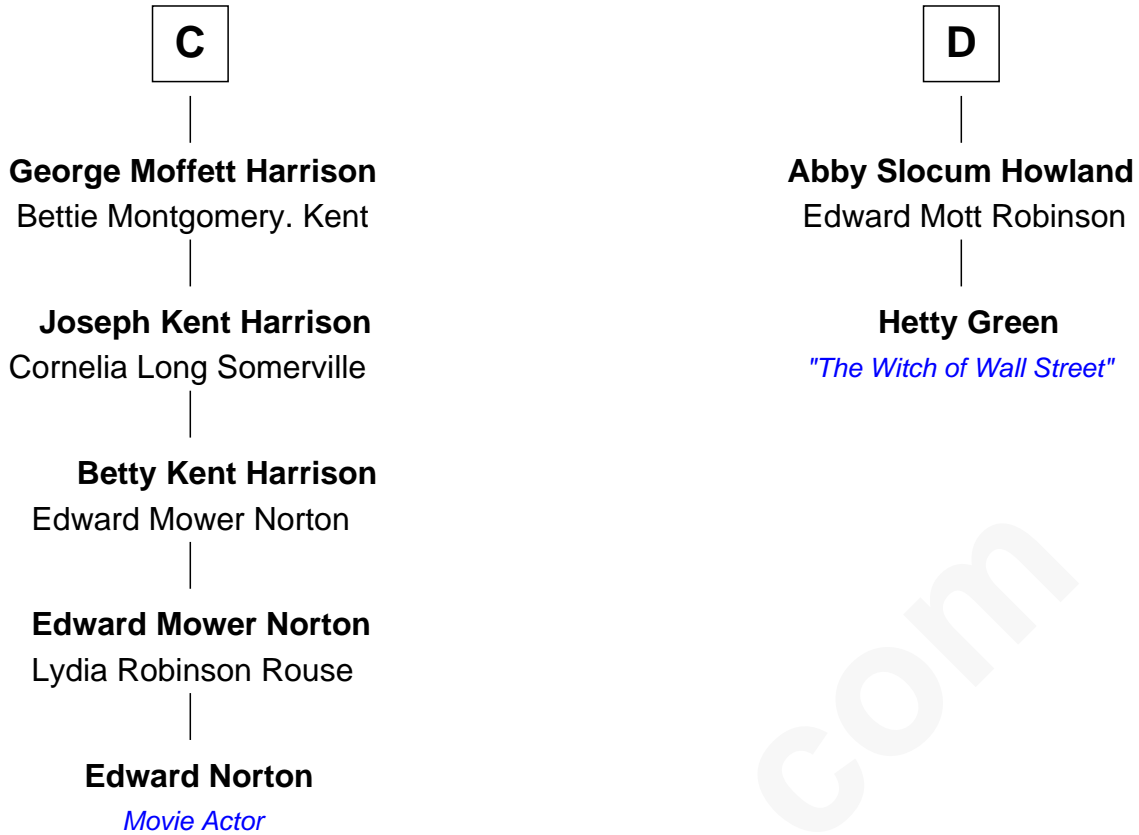 C
George Moffett Harrison
Bettie Montgomery. Kent
Joseph Kent Harrison
Cornelia Long Somerville
Betty Kent Harrison
Edward Mower Norton
Edward Mower Norton
Lydia Robinson Rouse
Edward Norton
Movie Actor
D
Abby Slocum Howland
Edward Mott Robinson
Hetty Green
"The Witch of Wall Street"
com